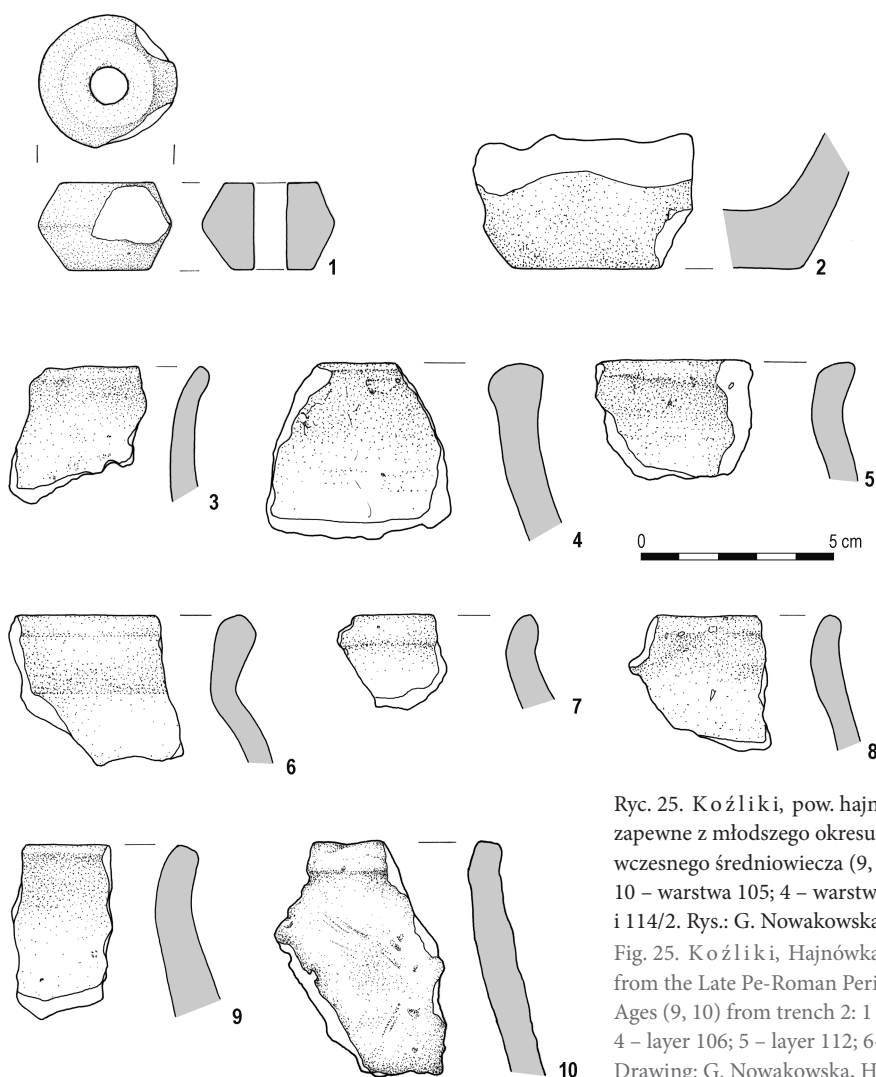 1
2
3
4
5
0 5 cm
6
7
8
9
10
Ryc. 25. Koźliki, pow. hajn
zapewne z młodszego okresu
wczesnego średniowiecza (9,
10 – warstwa 105; 4 – warstw
i 114/2. Rys.: G. Nowakowska
Fig. 25. Koźliki, Hajnówka
from the Late Pe-Roman Peri
Ages (9, 10) from trench 2: 1
4 – layer 106; 5 – layer 112; 6-
Drawing: G. Nowakowska, H